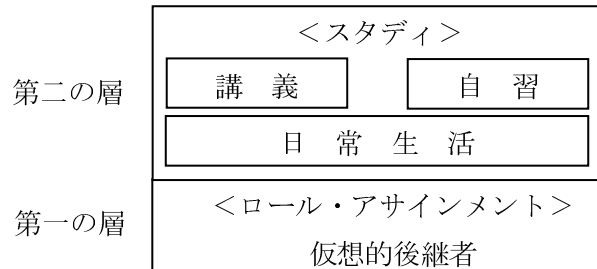 <スタディ>
第二の層
講 義 自 習
日 常 生 活
<ロール・アサインメント>
第一の層
仮想的後継者